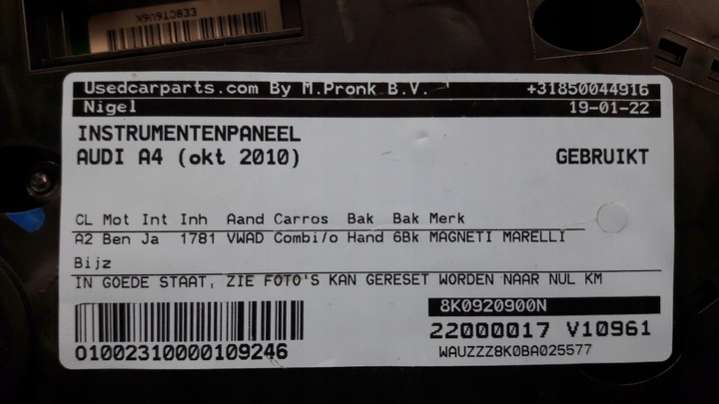 EE8CT6V6X
Usedcarparts.com By M.Pronk B.V. +31850044916
Nigel 19-01-22
INSTRUMENTENPANEEL
AUDI A4 (okt 2010) GEBRUIKT
CL Mot Int Inh Aand Carros Bak Bak Merk
A2 Ben Ja 1781 VWAD Combi/o Hand 6Bk MAGNETI MARELLI
Bijz
IN GOEDE STAAT, ZIE FOTO'S KAN GERESET WORDEN NAAR NUL KM
8K0920900N
22000017 V10961
01002310000109246
WAUZZZ8K0BA025577